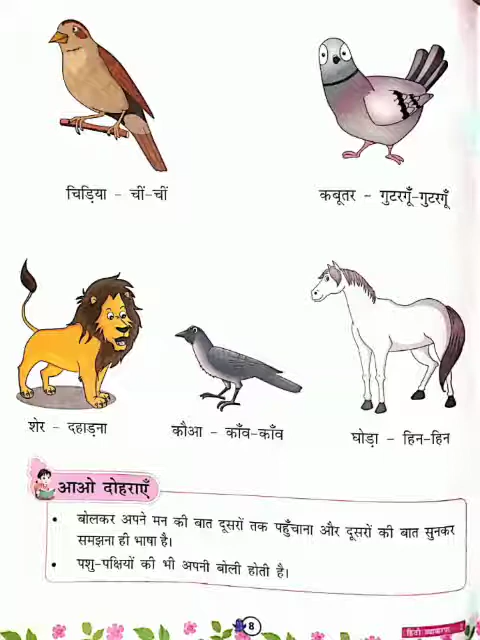 चिड़िया - चीं-चीं
कबूतर - गुटरगूँ-गुटरगूँ
शेर - दहाड़ना
कौआ - काँव-काँव
घोड़ा - हिन-हिन
आओ दोहराएँ
• बोलकर अपने मन की बात दूसरों तक पहुँचाना और दूसरों की बात सुनकर
समझना ही भाषा है।
• पशु-पक्षियों की भी अपनी बोली होती है।
8
हिंदी व्याकरण